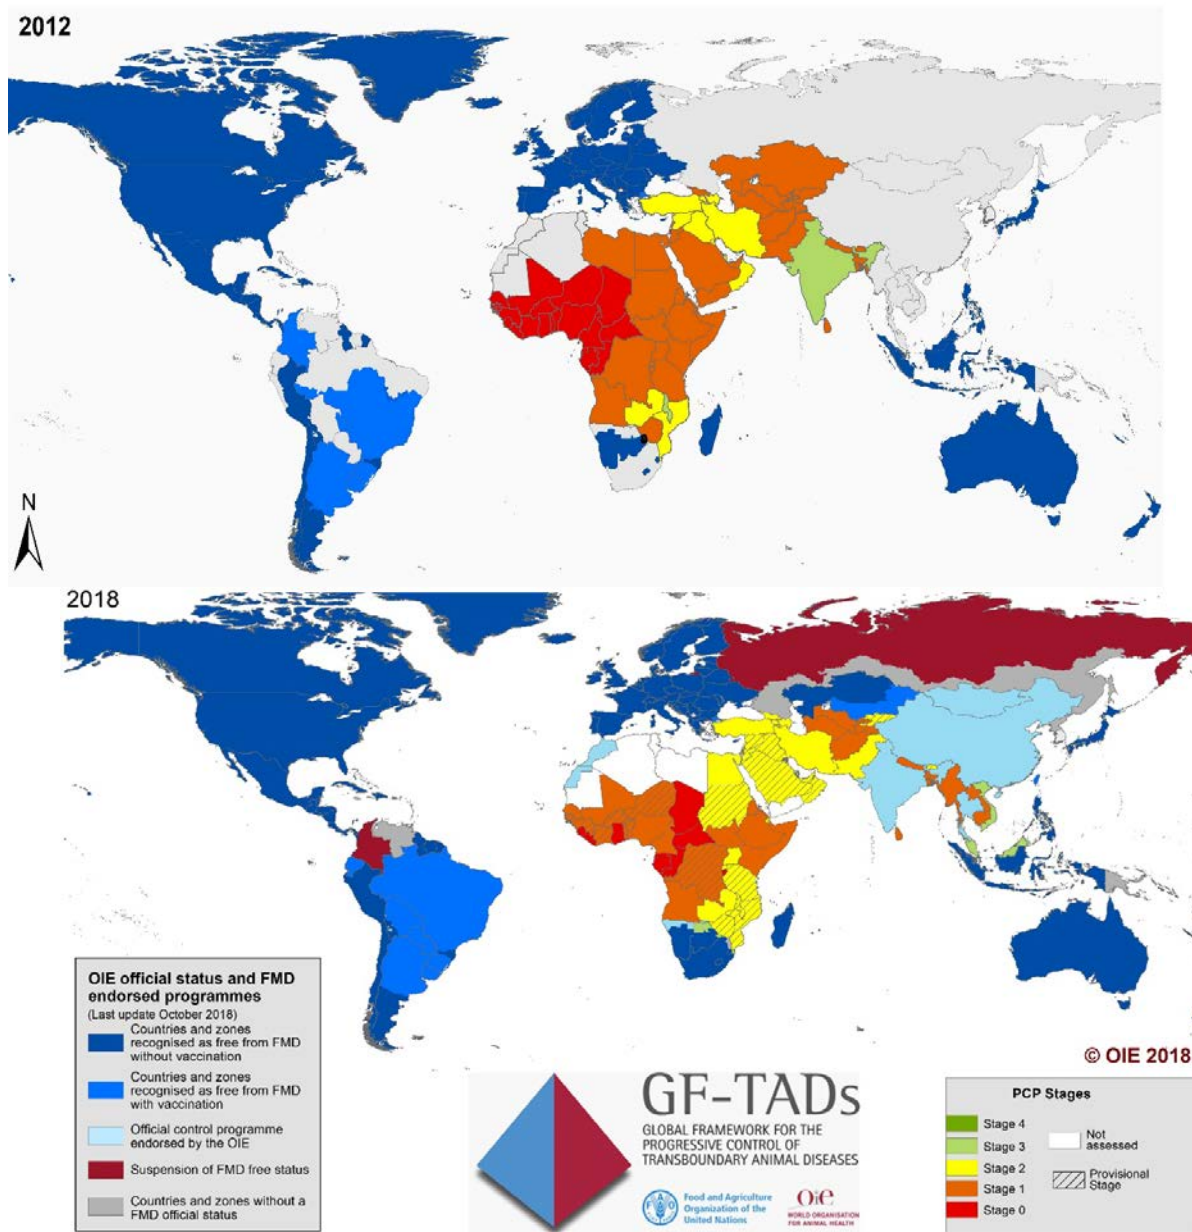 2012
N
2018
OIE official status and FMD
endorsed programmes
(Last update October 2018)
Countries and zones
recognised as free from FMD
without vaccination
Countries and zones
recognised as free from FMD
with vaccination
Official control programme
endorsed by the OIE
Suspension of FMD free status
Countries and zones without a
FMD official status
GF-TADs
GLOBAL FRAMEWORK FOR THE
PROGRESSIVE CONTROL OF
TRANSBOUNDARY ANIMAL DISEASES
FAO
Food and Agriculture
Organization of the
United Nations
Oie
WORLD ORGANISATION
FOR ANIMAL HEALTH
© OIE 2018
PCP Stages
Stage 4
Stage 3
Stage 2
Stage 1
Stage 0
Not
assessed
Provisional
Stage